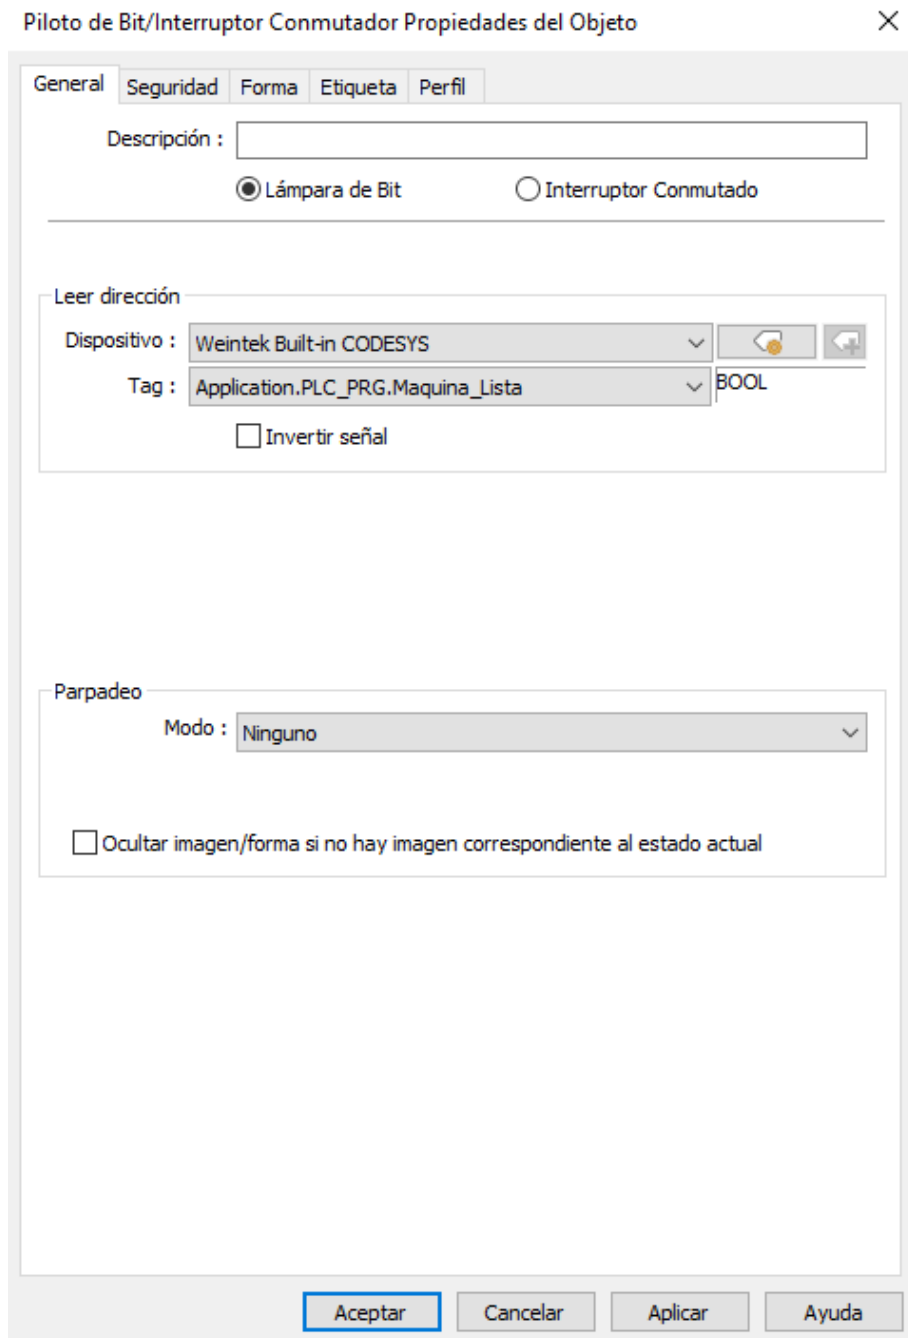 Piloto de Bit/Interruptor Conmutador Propiedades del Objeto
General Seguridad Forma Etiqueta Perfil
Descripción :
Lámpara de Bit Interruptor Conmutado
Leer dirección
Dispositivo : Weintek Built-in CODESYS
Tag : Application.PLC_PRG.Maquina_Lista BOOL
Invertir señal
Parpadeo
Modo : Ninguno
Ocultar imagen/forma si no hay imagen correspondiente al estado actual
Aceptar Cancelar Aplicar Ayuda